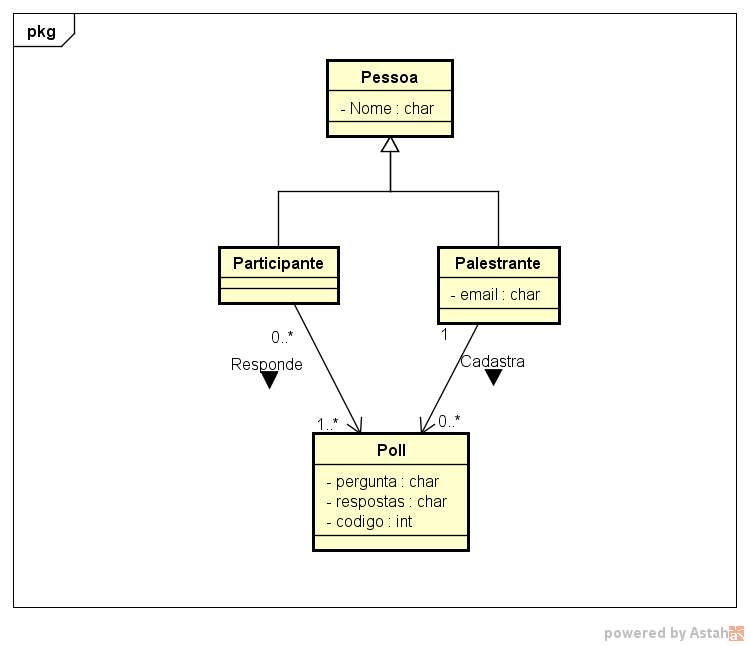 pkg
Pessoa
- Nome : char
Participante
Palestrante
- email : char
0..*
1
Responde
Cadastra
1..*
0..*
Poll
- pergunta : char
- respostas : char
- codigo : int
powered by Astah